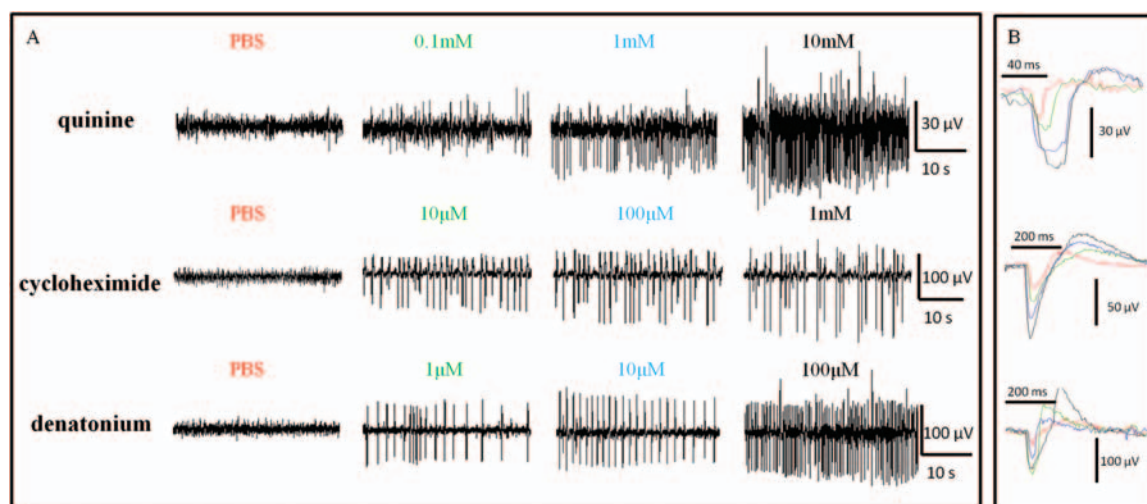 A
PBS 0.1mM 1mM 10mM
quinine
30 µV
10 s
PBS 10µM 100µM 1mM
cycloheximide
100 µV
10 s
PBS 1µM 10µM 100µM
denatonium
100 µV
10 s
B
40 ms
30 µV
200 ms
50 µV
200 ms
100 µV